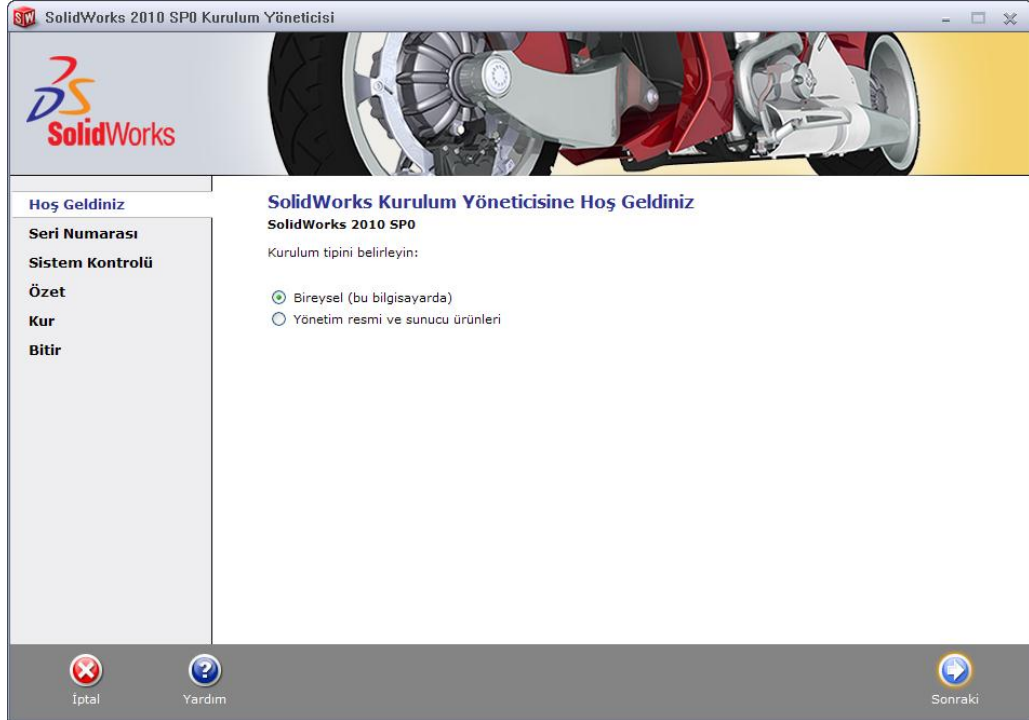 SolidWorks 2010 SP0 Kurulum Yöneticisi
SolidWorks
Hoş Geldiniz
Seri Numarası
Sistem Kontrolü
Özet
Kur
Bitir
SolidWorks Kurulum Yöneticisine Hoş Geldiniz
SolidWorks 2010 SP0
Kurulum tipini belirleyin:
Bireysel (bu bilgisayarda)
Yönetim resmi ve sunucu ürünleri
İptal
Yardım
Sonraki